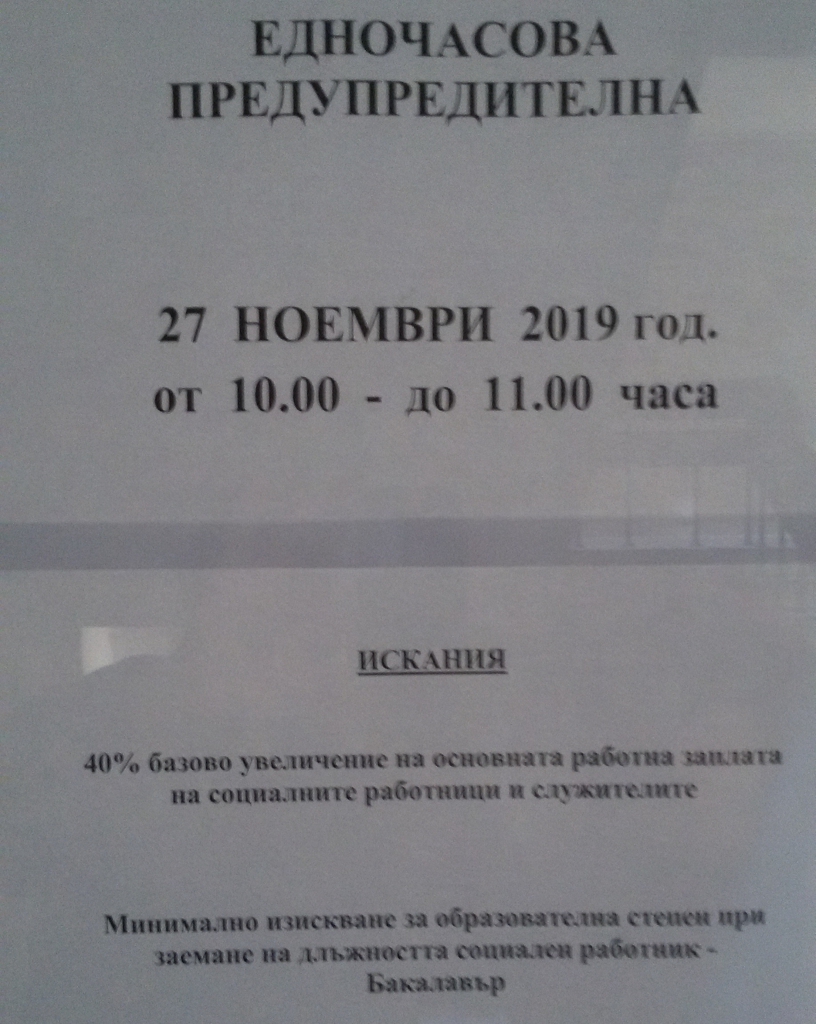 ЕДНОЧАСОВА
ПРЕДУПРЕДИТЕЛНА
27 НОЕМВРИ 2019 год.
от 10.00 - до 11.00 часа
ИСКАНИЯ
40% базово увеличение на основната работна заплата
на социалните работници и служителите
Минимално изискване за образователна степен при
заемане на длъжността социален работник -
Бакалавър